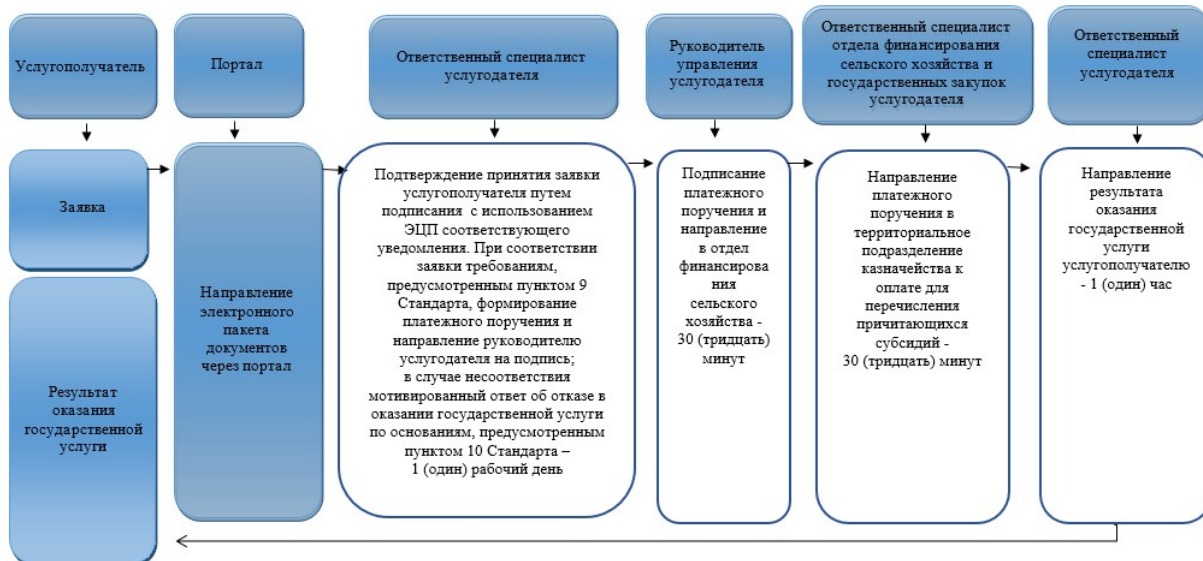 Услугополучатель
Портал
Ответственный специалист
услугодателя
Руководитель
управления
услугодателя
Ответственный специалист
отдела финансирования
сельского хозяйства и
государственных закупок
услугодателя
Ответственный
специалист
услугодателя
Заявка
Результат
оказания
государственной
услуги
Направление
электронного
пакета
документов
через портал
Подтверждение принятия заявки
услугополучателя путем
подписания с использованием
ЭЦП соответствующего
уведомления. При соответствии
заявки требованиям,
предусмотренным пунктом 9
Стандарта, формирование
платежного поручения и
направление руководителю
услугодателя на подпись;
в случае несоответствия
мотивированный ответ об отказе в
оказании государственной услуги
по основаниям, предусмотренным
пунктом 10 Стандарта –
1 (один) рабочий день
Подписание
платежного
поручения и
направление
в отдел
финансирова
ния
сельского
хозяйства -
30 (тридцать)
минут
Направление
платежного
поручения в
территориальное
подразделение
казначейства к
оплате для
перечисления
причитающихся
субсидий -
30 (тридцать) минут
Направление
результата
оказания
государственной
услуги
услугополучателю
- 1 (один) час